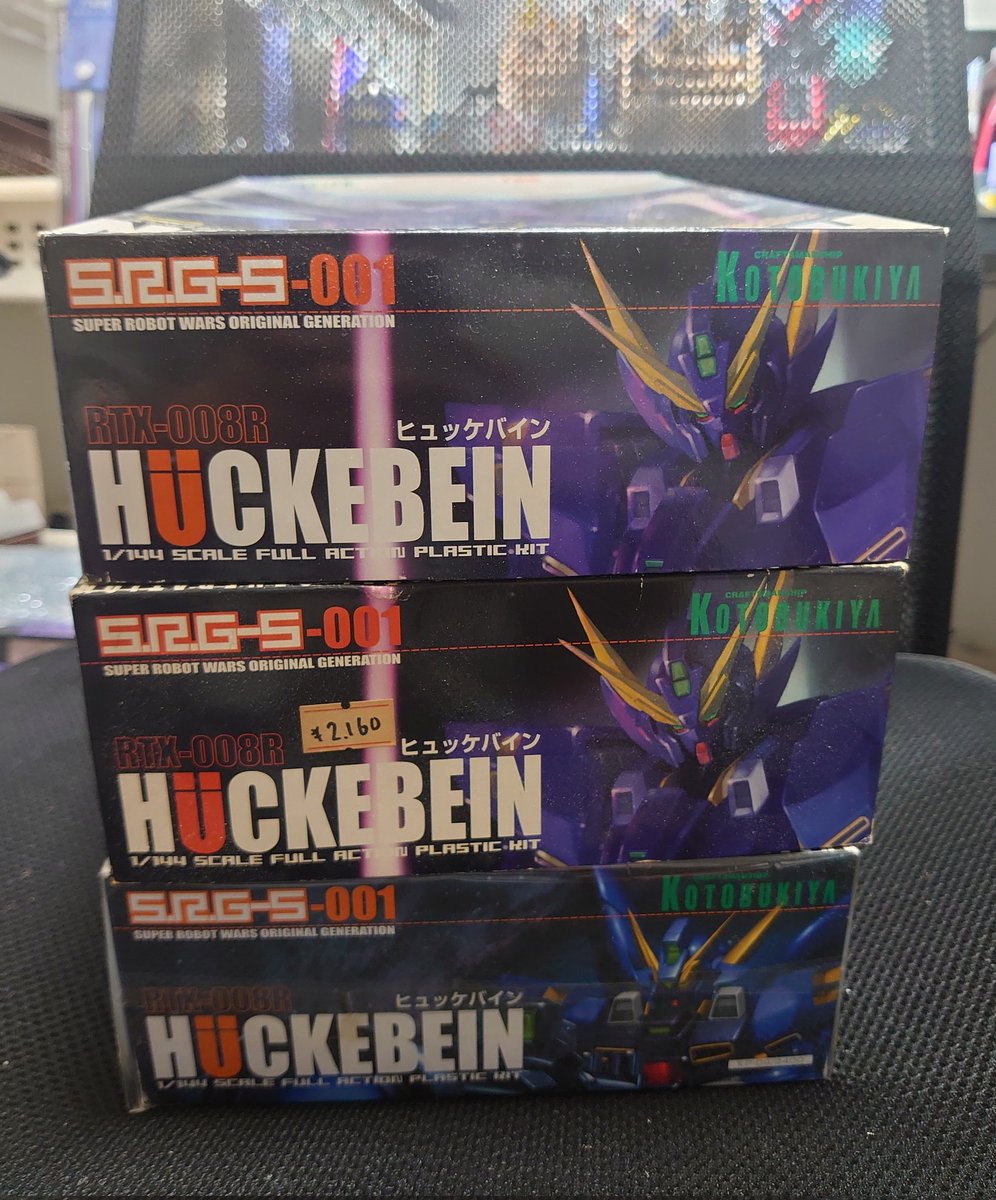 S.R.G-S-001
CRAFTSMANSHIP
KOTOBUKIYA
SUPER ROBOT WARS ORIGINAL GENERATION
RTX-008R
ヒュッケバイン
HÜCKEBEIN
1/144 SCALE FULL ACTION PLASTIC KIT
S.R.G-S-001
CRAFTSMANSHIP
KOTOBUKIYA
SUPER ROBOT WARS ORIGINAL GENERATION
¥2,160
RTX-008R
ヒュッケバイン
HÜCKEBEIN
1/144 SCALE FULL ACTION PLASTIC KIT
S.R.G-S-001
CRAFTSMANSHIP
KOTOBUKIYA
SUPER ROBOT WARS ORIGINAL GENERATION
RTX-008R
ヒュッケバイン
HÜCKEBEIN
1/144 SCALE FULL ACTION PLASTIC KIT